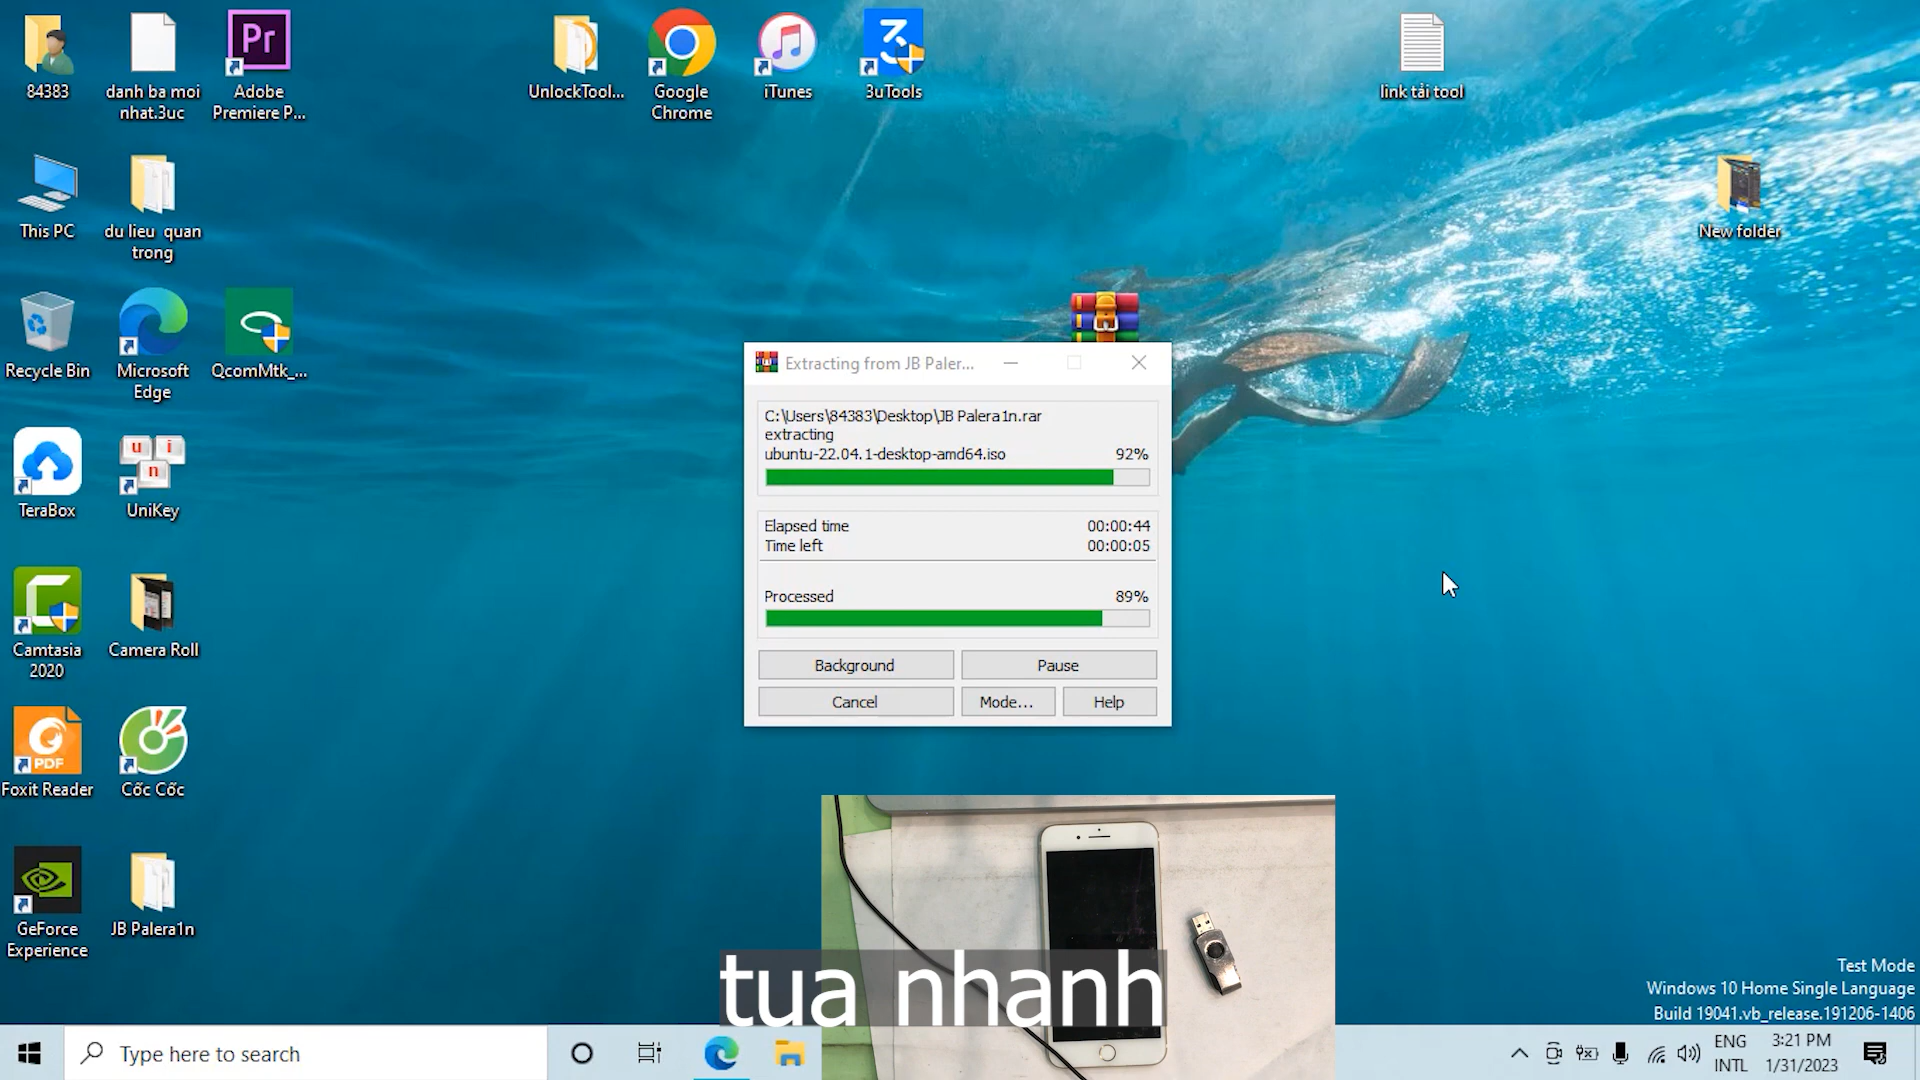 84383
danh ba moi
nhat.3uc
Adobe
Premiere P...
UnlockTool...
Google
Chrome
iTunes
3uTools
link tải tool
This PC
du lieu quan
trong
New folder
Recycle Bin
Microsoft
Edge
QcomMtk_...
Extracting from JB Paler...
C:\Users\84383\Desktop\JB Palera1n.rar
extracting
ubuntu-22.04.1-desktop-amd64.iso 92%
Elapsed time 00:00:44
Time left 00:00:05
Processed 89%
Background Pause
Cancel Mode... Help
TeraBox
UniKey
Camtasia
2020
Camera Roll
PDF
Foxit Reader
Cốc Cốc
GeForce
Experience
JB Palera1n
tua nhanh
Test Mode
Windows 10 Home Single Language
Build 19041.vb_release.191206-1406
Type here to search
ENG
INTL
3:21 PM
1/31/2023
Pr
u i
n